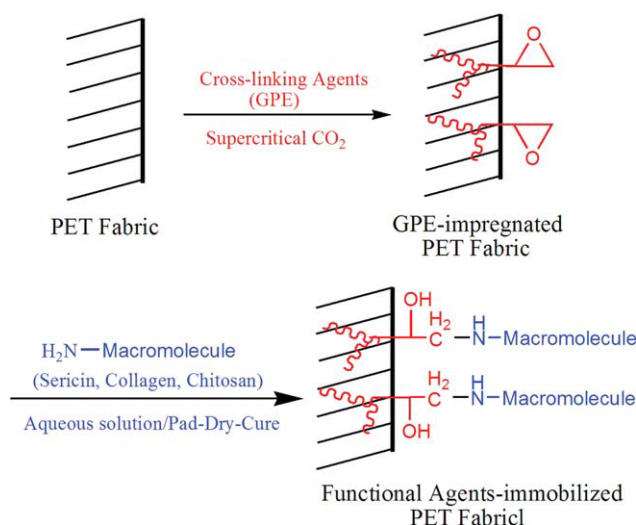 O
Cross-linking Agents
(GPE)
Supercritical CO₂
O
PET Fabric
GPE-impregnated
PET Fabric
OH
H₂
C
H
N
Macromolecule
H₂N—Macromolecule
(Sericin, Collagen, Chitosan)
Aqueous solution/Pad-Dry-Cure
H₂
C
H
N
Macromolecule
OH
Functional Agents-immobilized
PET Fabricl